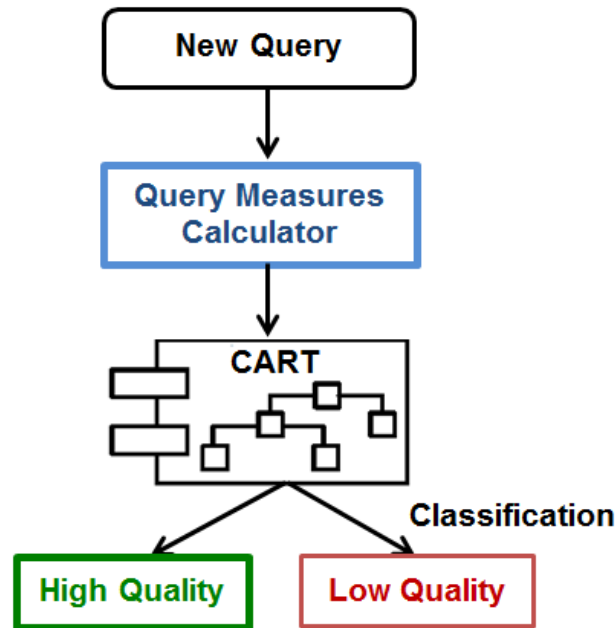 New Query
Query Measures
Calculator
CART
Classification
High Quality
Low Quality